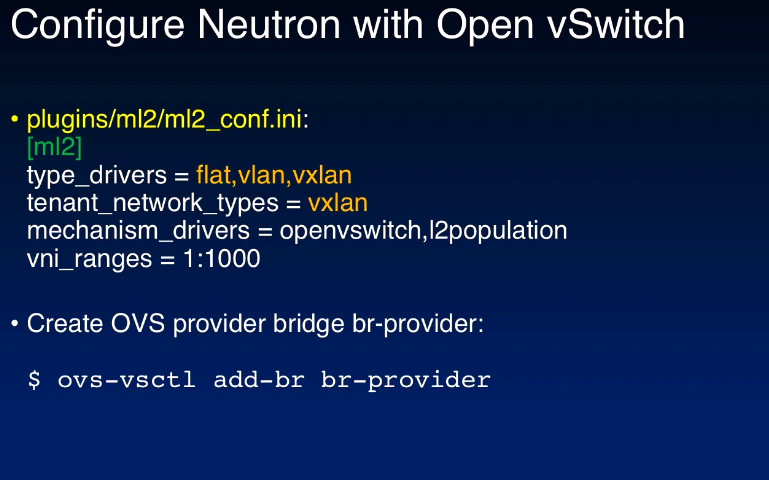 Configure Neutron with Open vSwitch
• plugins/ml2/ml2_conf.ini:
[ml2]
type_drivers = flat,vlan,vxlan
tenant_network_types = vxlan
mechanism_drivers = openvswitch,l2population
vni_ranges = 1:1000
• Create OVS provider bridge br-provider:
$ ovs-vsctl add-br br-provider